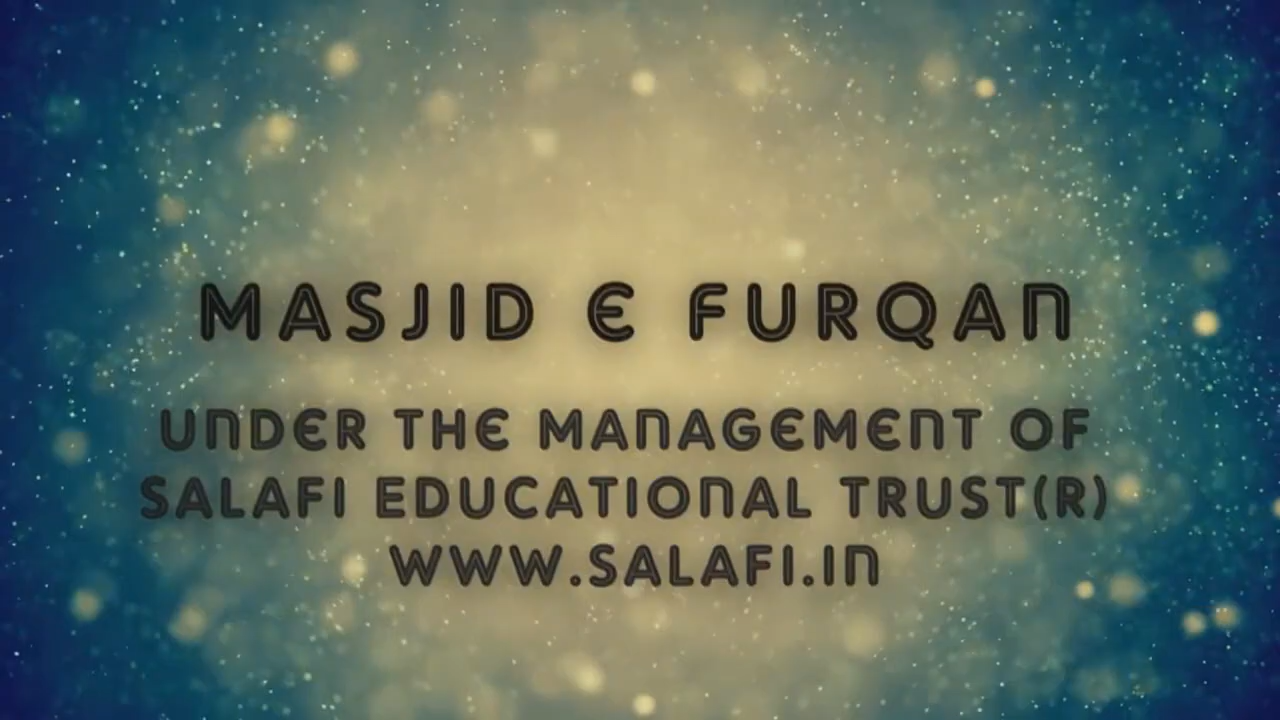 MASJID E FURQAN
UNDER THE MANAGEMENT OF
SALAFI EDUCATIONAL TRUST(R)
WWW.SALAFI.IN